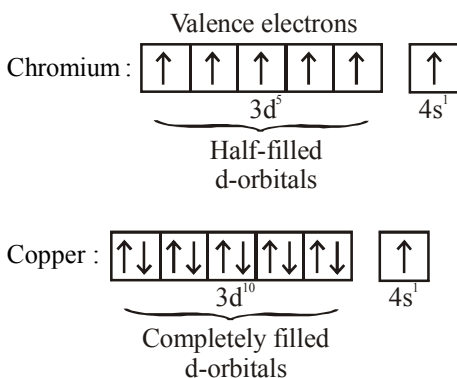 Valence electrons
Chromium : ↑ ↑ ↑ ↑ ↑ ↑
3d⁵ 4s¹
Half-filled
d-orbitals
Copper : ↑↓ ↑↓ ↑↓ ↑↓ ↑↓ ↑
3d¹⁰ 4s¹
Completely filled
d-orbitals